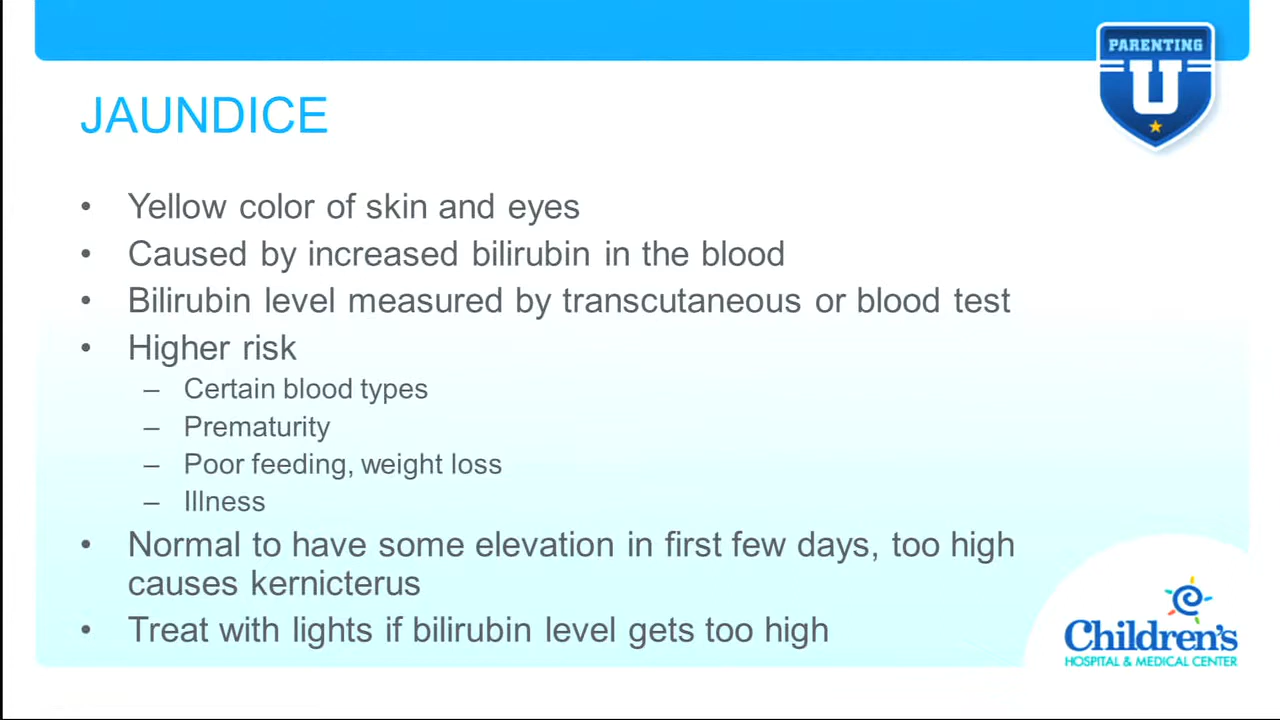 PARENTING
U
JAUNDICE
• Yellow color of skin and eyes
• Caused by increased bilirubin in the blood
• Bilirubin level measured by transcutaneous or blood test
• Higher risk
– Certain blood types
– Prematurity
– Poor feeding, weight loss
– Illness
• Normal to have some elevation in first few days, too high
causes kernicterus
• Treat with lights if bilirubin level gets too high
Children's
HOSPITAL & MEDICAL CENTER